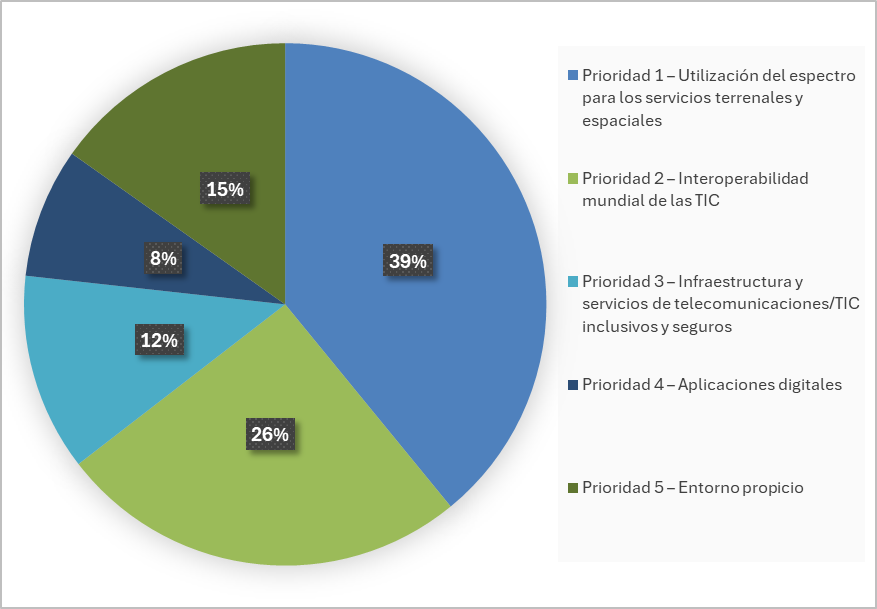 39%
26%
12%
8%
15%
Prioridad 1 – Utilización del espectro
para los servicios terrenales y
espaciales
Prioridad 2 – Interoperabilidad
mundial de las TIC
Prioridad 3 – Infraestructura y
servicios de telecomunicaciones/TIC
inclusivos y seguros
Prioridad 4 – Aplicaciones digitales
Prioridad 5 – Entorno propicio